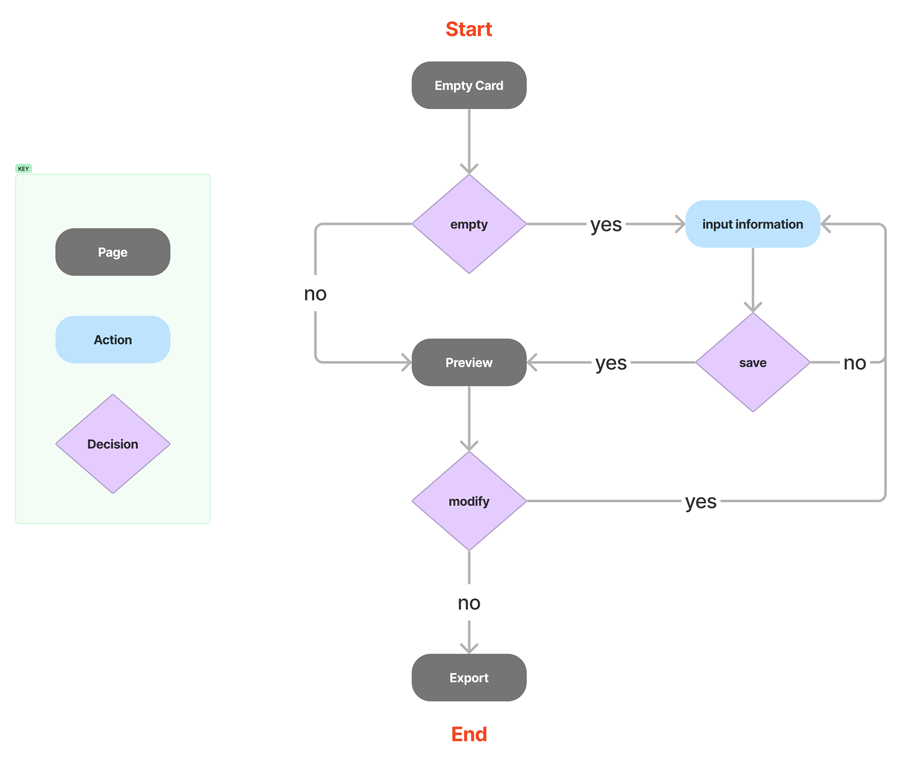 Start
Empty Card
KEY
Page
Action
Decision
empty
yes
input information
no
Preview
yes
save
no
modify
yes
no
Export
End